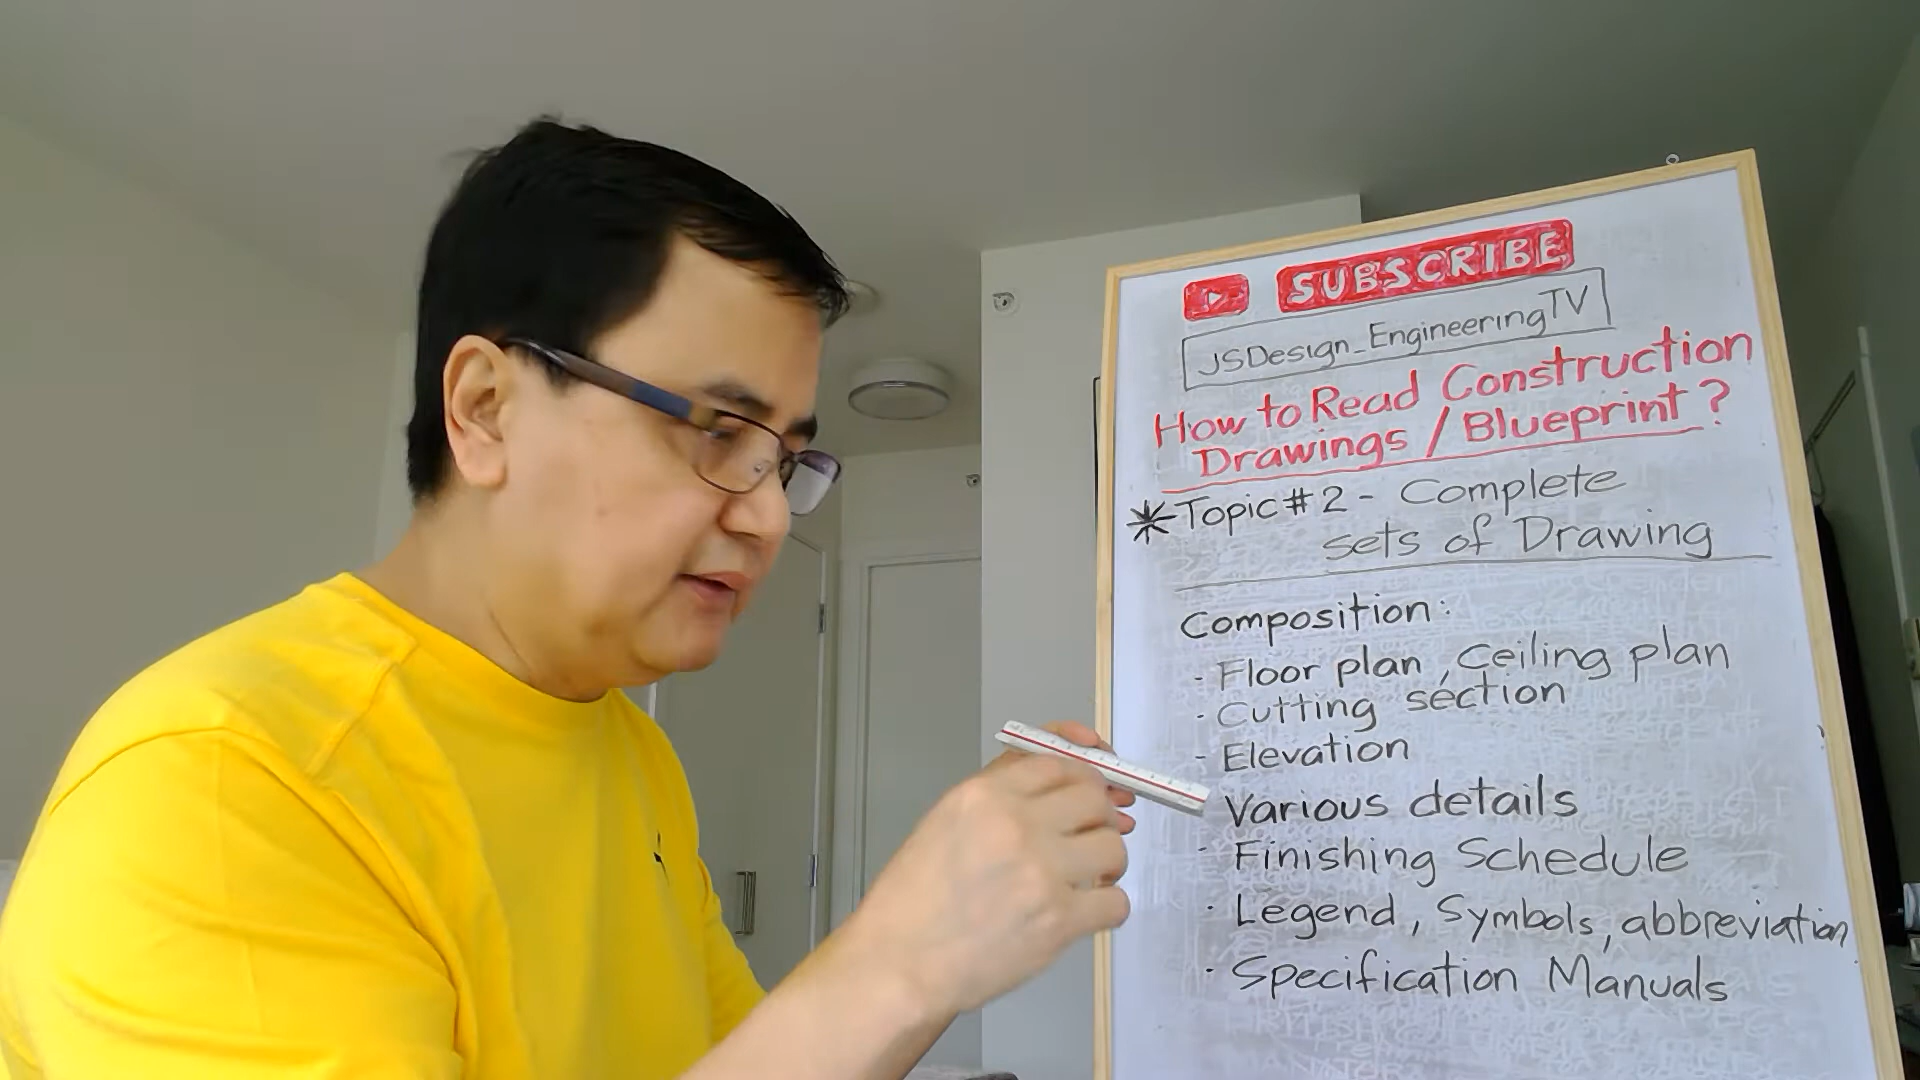 SUBSCRIBE
JSDesign_EngineeringTV
How to Read Construction
Drawings / Blueprint?
Topic # 2 - Complete
sets of Drawing
Composition:
- Floor plan, Ceiling plan
- Cutting section
- Elevation
Various details
- Finishing Schedule
- Legend, Symbols, abbreviation
- Specification Manuals